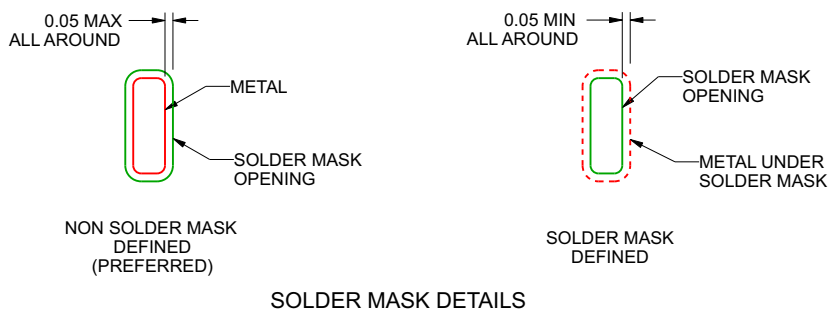 0.05 MAX
ALL AROUND
METAL
SOLDER MASK
OPENING
NON SOLDER MASK
DEFINED
(PREFERRED)
0.05 MIN
ALL AROUND
SOLDER MASK
OPENING
METAL UNDER
SOLDER MASK
SOLDER MASK
DEFINED
SOLDER MASK DETAILS